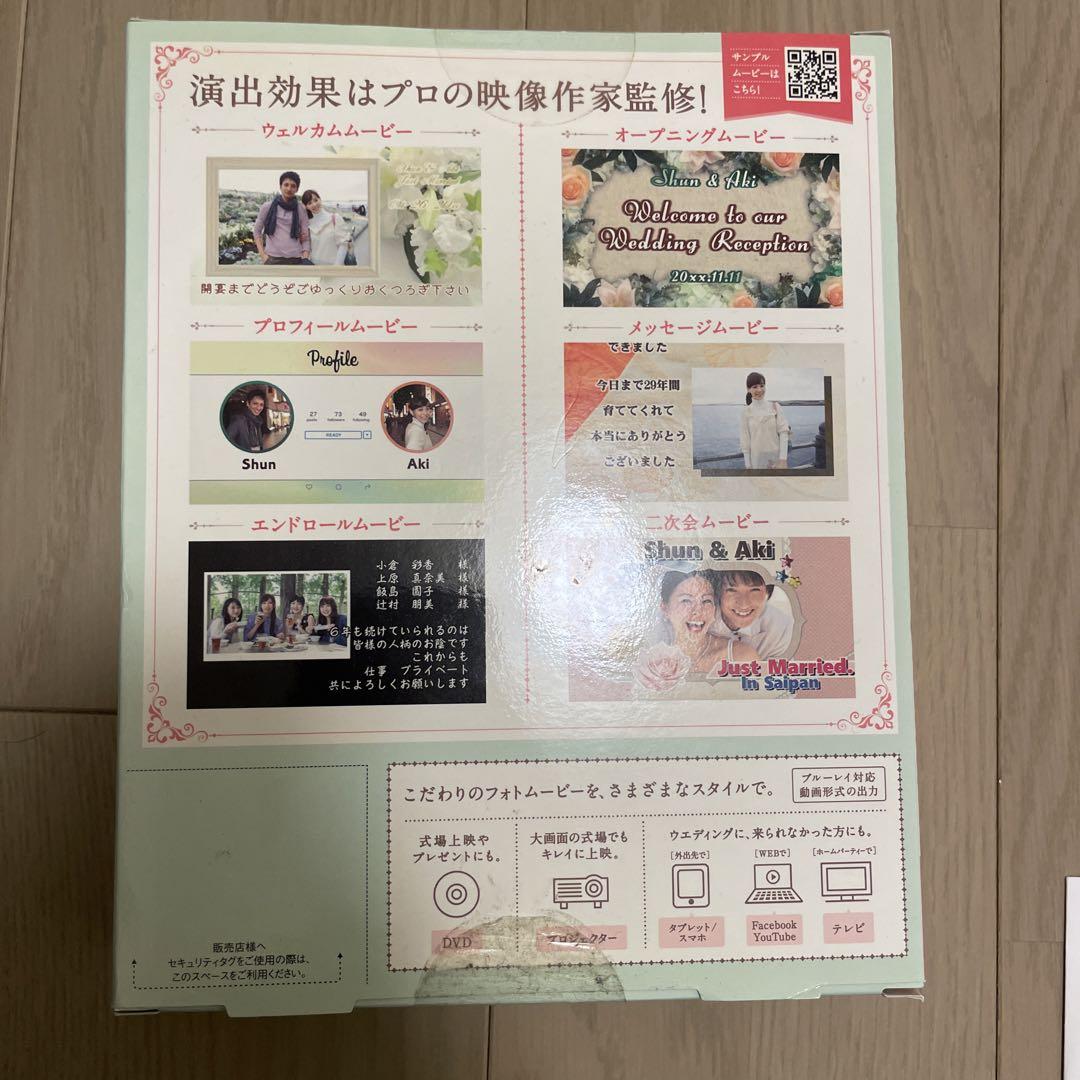 演出効果はプロの映像作家監修!
サンプル
ムービーは
こちら!
ウェルカムムービー
開宴までどうぞごゆっくりおくつろぎ下さい
オープニングムービー
Shun & Aki
Welcome to our
Wedding Reception
20xx.11.11
プロフィールムービー
Profile
27 73 49
posts followers following
READY
Shun Aki
メッセージムービー
できました
今日まで29年間
育ててくれて
本当にありがとう
ございました
エンドロールムービー
小倉 彩香 様
上原 真奈美 様
飯島 園子 様
辻村 朋美 様
6年も続けていられるのは
皆様の人柄のお陰です
これからも
仕事 プライベート
共によろしくお願いします
二次会ムービー
Shun & Aki
Just Married.
In Saipan
こだわりのフォトムービーを、さまざまなスタイルで。
ブルーレイ対応
動画形式の出力
式場上映や
プレゼントにも。
DVD
大画面の式場でも
キレイに上映。
プロジェクター
ウエディングに、来られなかった方にも。
[外出先で]
タブレット/
スマホ
[WEBで]
Facebook
YouTube
[ホームパーティーで]
テレビ
販売店様へ
セキュリティタグをご使用の際は、
このスペースをご利用ください。